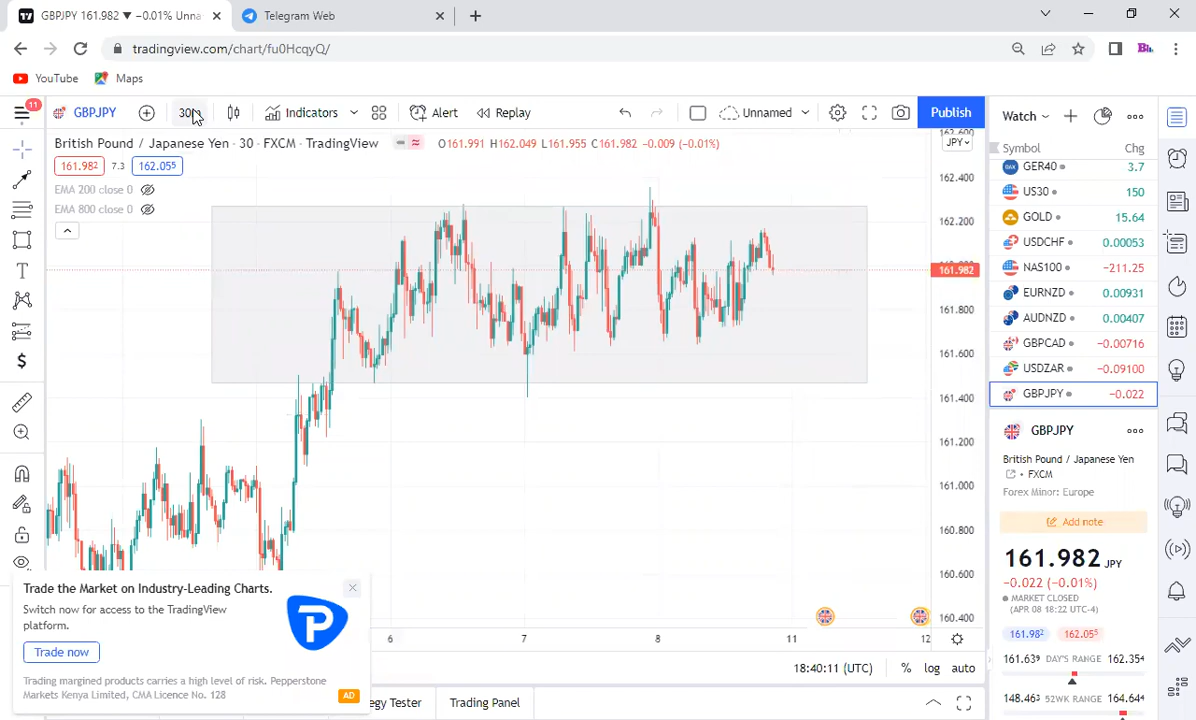 GBPJPY 161.982 ▼ −0.01% Unna
Telegram Web
tradingview.com/chart/fu0HcqyQ/
YouTube
Maps
11
GBPJPY
30m
Indicators
Alert
Replay
Unnamed
Publish
Watch
British Pound / Japanese Yen · 30 · FXCM · TradingView
O161.991 H162.049 L161.955 C161.982 −0.009 (−0.01%)
JPY
161.982
7.3
162.055
EMA 200 close 0
EMA 800 close 0
162.600
162.400
162.200
161.982
161.800
161.600
161.400
161.200
161.000
160.800
160.600
160.400
Symbol Chg
GER40 3.7
US30 150
GOLD 15.64
USDCHF 0.00053
NAS100 −211.25
EURNZD 0.00931
AUDNZD 0.00407
GBPCAD −0.00716
USDZAR −0.09100
GBPJPY −0.022
GBPJPY
British Pound / Japanese Yen
FXCM
Forex Minor: Europe
Add note
161.982 JPY
−0.022 (−0.01%)
MARKET CLOSED
(APR 08 18:22 UTC-4)
161.982
162.055
161.639 DAY'S RANGE 162.354
148.463 52WK RANGE 164.644
Trade the Market on Industry-Leading Charts.
Switch now for access to the TradingView
platform.
Trade now
Trading margined products carries a high level of risk. Pepperstone
Markets Kenya Limited, CMA Licence No. 128
AD
6 7 8 11 12
18:40:11 (UTC)
% log auto
egy Tester
Trading Panel